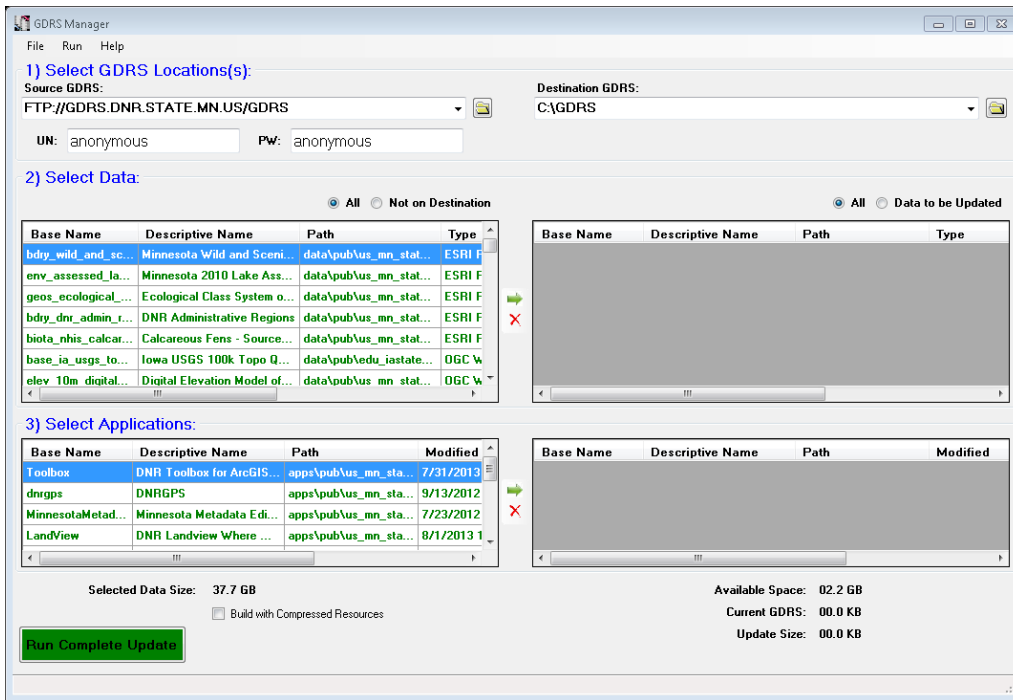 GDRS Manager
File Run Help
1) Select GDRS Locations(s):
Source GDRS: Destination GDRS:
FTP://GDRS.DNR.STATE.MN.US/GDRS C:\GDRS
UN: anonymous PW: anonymous
2) Select Data:
All Not on Destination All Data to be Updated
Base Name Descriptive Name Path Type Base Name Descriptive Name Path Type
bdry_wild_and_sc... Minnesota Wild and Sceni... data\pub\us_mn_stat... ESRI F
env_assessed_la... Minnesota 2010 Lake Ass... data\pub\us_mn_stat... ESRI F
geos_ecological_... Ecological Class System o... data\pub\us_mn_stat... ESRI F
bdry_dnr_admin_r... DNR Administrative Regions data\pub\us_mn_stat... ESRI F
biota_nhis_calcar... Calcareous Fens - Source... data\pub\us_mn_stat... ESRI F
base_ia_usgs_to... Iowa USGS 100k Topo Q... data\pub\edu_iastate... OGC W
elev_10m_digital... Digital Elevation Model of... data\pub\us_mn_stat... OGC W
3) Select Applications:
Base Name Descriptive Name Path Modified Base Name Descriptive Name Path Modified
Toolbox DNR Toolbox for ArcGIS... apps\pub\us_mn_sta... 7/31/2013
dnrgps DNRGPS apps\pub\us_mn_sta... 9/13/2012
MinnesotaMetad... Minnesota Metadata Edi... apps\pub\us_mn_sta... 7/23/2012
LandView DNR Landview Where ... apps\pub\us_mn_sta... 8/1/2013 1
Selected Data Size: 37.7 GB Available Space: 02.2 GB
Build with Compressed Resources Current GDRS: 00.0 KB
Update Size: 00.0 KB
Run Complete Update